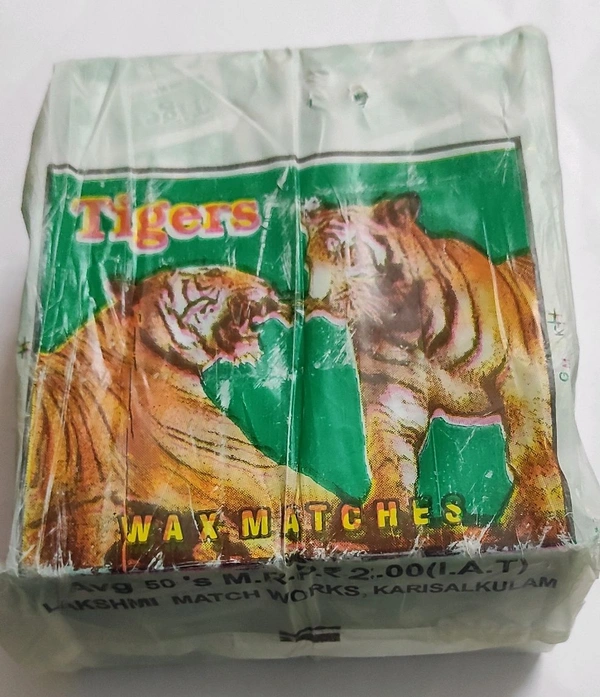 Tigers
WAX MATCHES
Avg 50's M.R.P.₹ 2.00(I.A.T)
LAKSHMI MATCH WORKS, KARISALKULAM